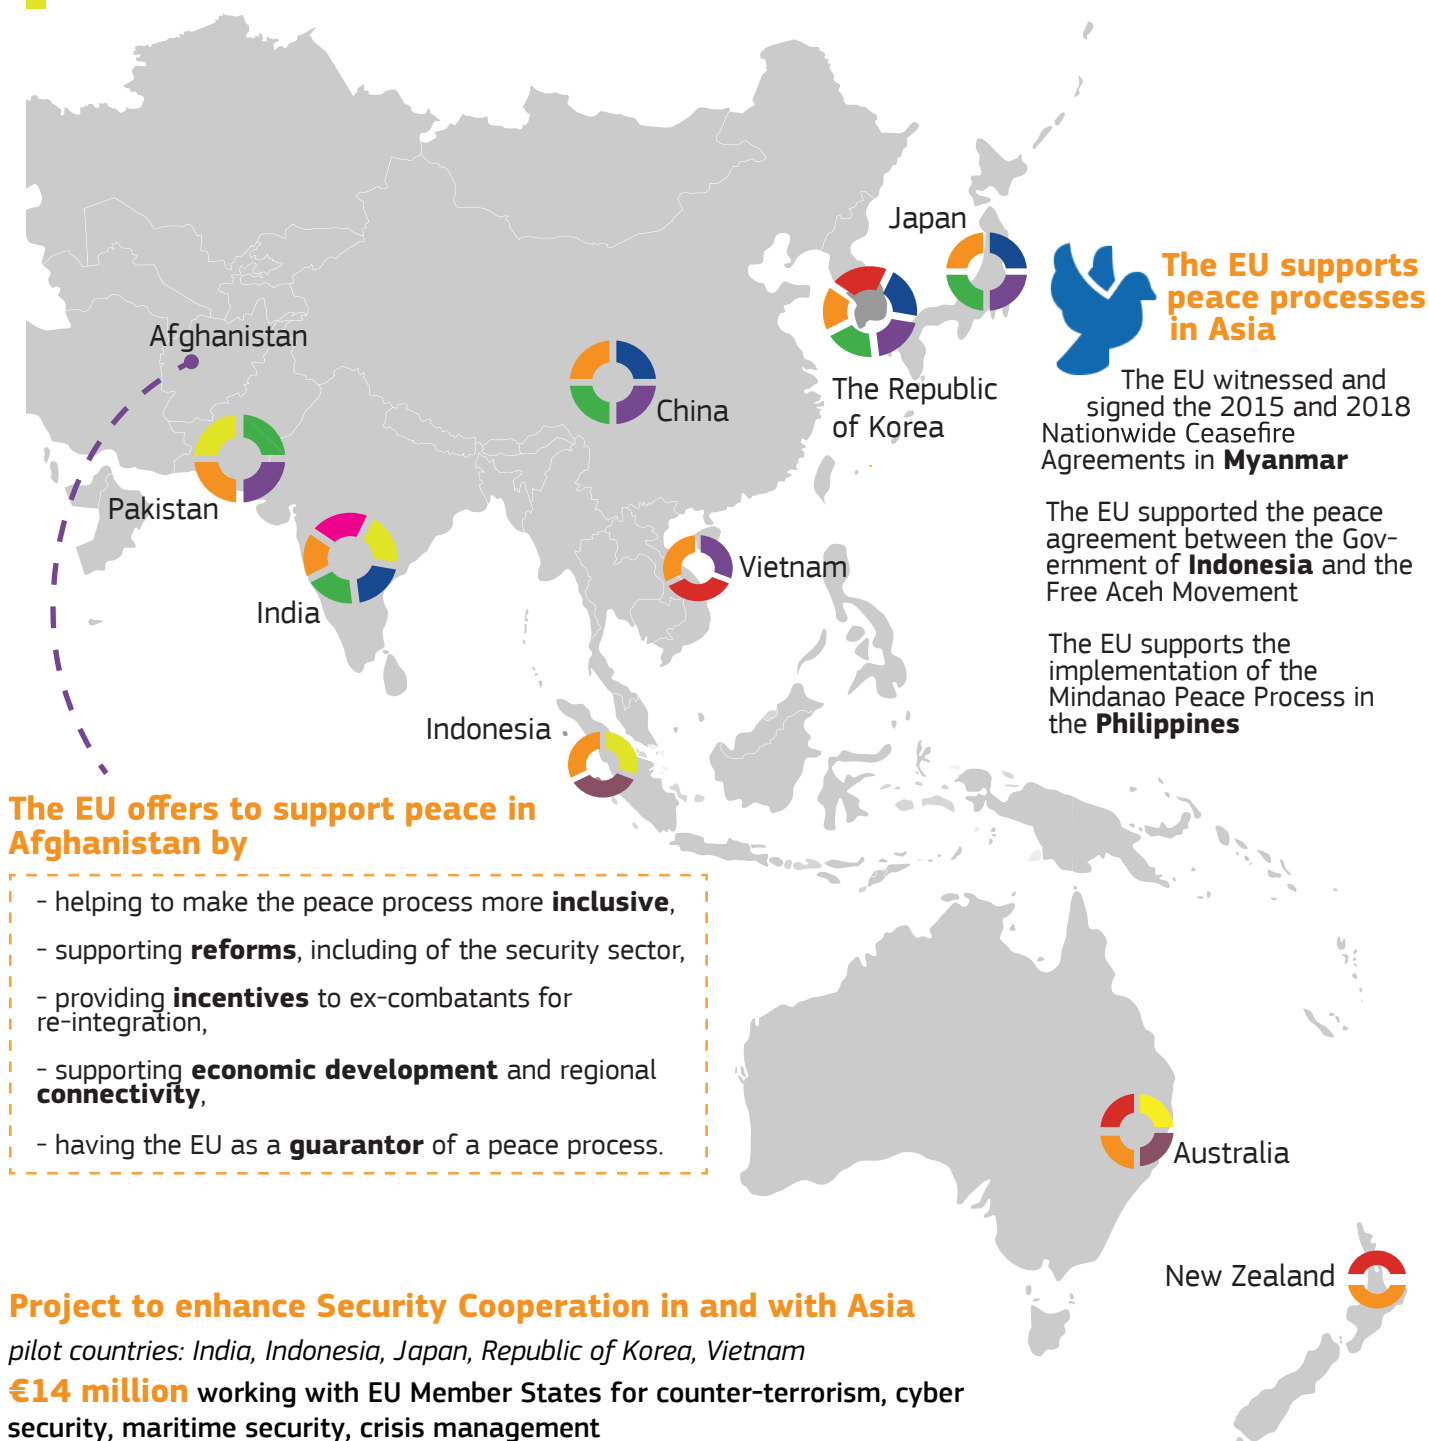 Japan
The EU supports
peace processes
in Asia
Afghanistan
The EU witnessed and
signed the 2015 and 2018
Nationwide Ceasefire
Agreements in Myanmar
The Republic
of Korea
China
Pakistan
The EU supported the peace
agreement between the Gov-
ernment of Indonesia and the
Free Aceh Movement
Vietnam
India
The EU supports the
implementation of the
Mindanao Peace Process in
the Philippines
Indonesia
The EU offers to support peace in
Afghanistan by
- helping to make the peace process more inclusive,
- supporting reforms, including of the security sector,
- providing incentives to ex-combatants for
re-integration,
- supporting economic development and regional
connectivity,
- having the EU as a guarantor of a peace process.
Australia
New Zealand
Project to enhance Security Cooperation in and with Asia
pilot countries: India, Indonesia, Japan, Republic of Korea, Vietnam
€14 million working with EU Member States for counter-terrorism, cyber
security, maritime security, crisis management